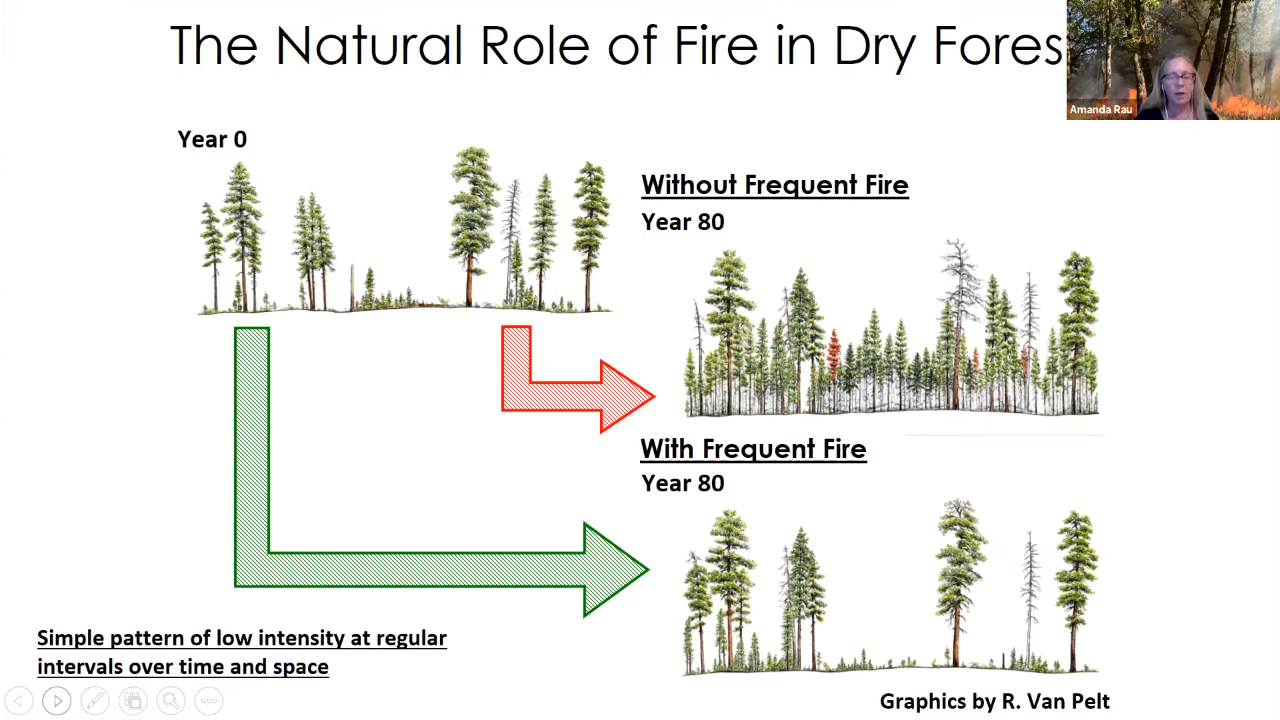 The Natural Role of Fire in Dry Fores
Amanda Rau
Year 0
Without Frequent Fire
Year 80
With Frequent Fire
Year 80
Simple pattern of low intensity at regular
intervals over time and space
Graphics by R. Van Pelt